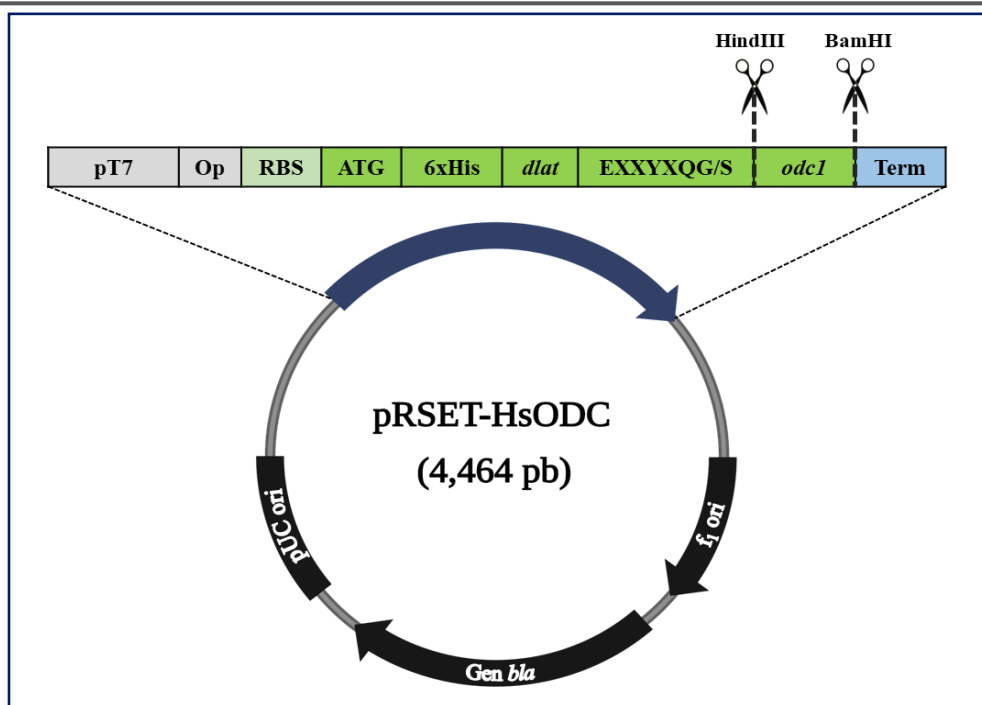 HindIII BamHI
pT7 Op RBS ATG 6xHis dlat EXXYXQG/S odc1 Term
pRSET-HsODC
(4,464 pb)
pUC ori
f₁ ori
Gen bla